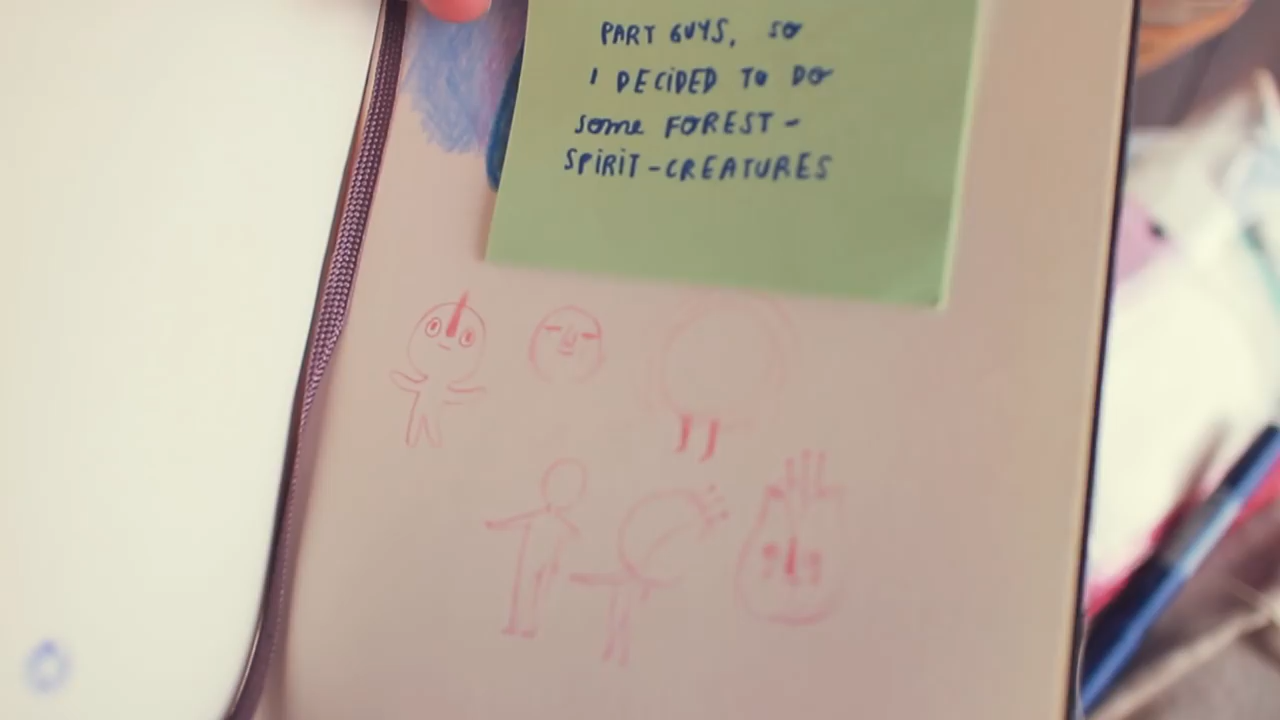 PART GUYS, SO
I DECIDED TO DO
some FOREST-
SPIRIT-CREATURES